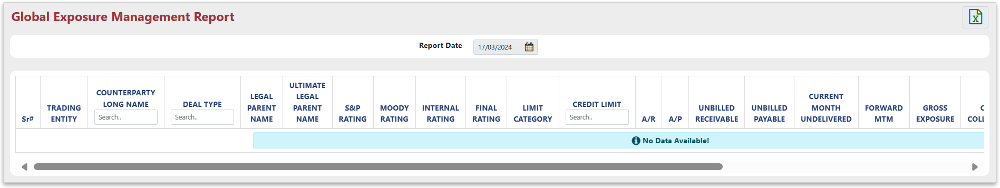 Global Exposure Management Report
Report Date 17/03/2024
Sr#
TRADING
ENTITY
COUNTERPARTY
LONG NAME
Search..
DEAL TYPE
Search..
LEGAL
PARENT
NAME
ULTIMATE
LEGAL
PARENT
NAME
S&P
RATING
MOODY
RATING
INTERNAL
RATING
FINAL
RATING
LIMIT
CATEGORY
CREDIT LIMIT
Search..
A/R
A/P
UNBILLED
RECEIVABLE
UNBILLED
PAYABLE
CURRENT
MONTH
UNDELIVERED
FORWARD
MTM
GROSS
EXPOSURE
No Data Available!